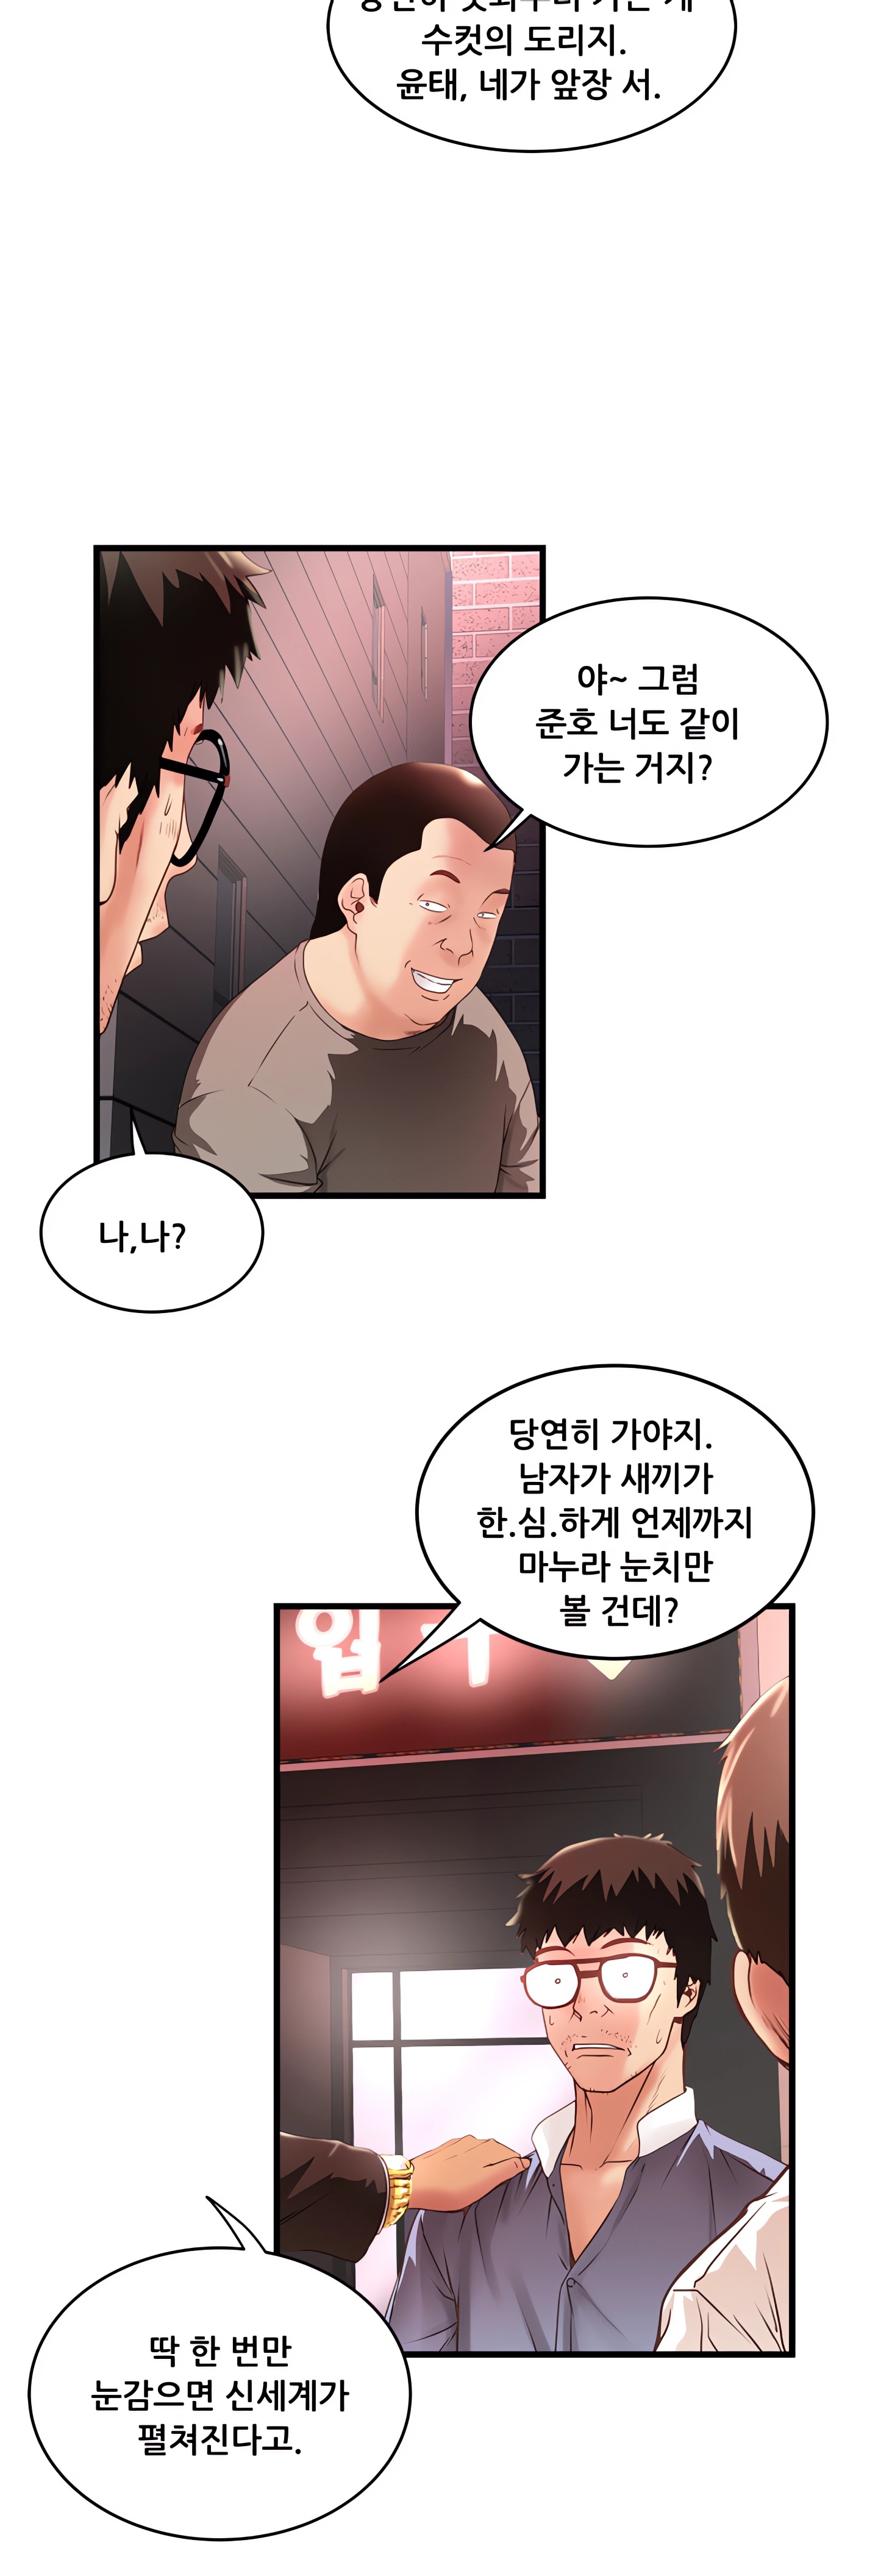 수컷의 도리지.
윤태, 네가 앞장 서.
야~ 그럼
준호 너도 같이
가는 거지?
나,나?
당연히 가야지.
남자가 새끼가
한.심.하게 언제까지
마누라 눈치만
볼 건데?
입
딱 한 번만
눈감으면 신세계가
펼쳐진다고.